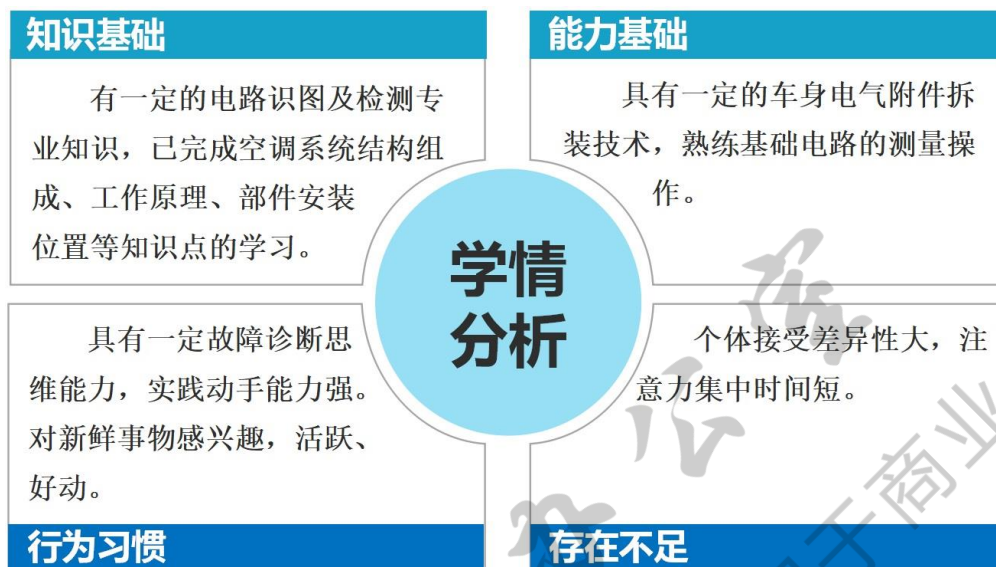 知识基础
有一定的电路识图及检测专
业知识，已完成空调系统结构组
成、工作原理、部件安装
位置等知识点的学习。
能力基础
具有一定的车身电气附件拆
装技术，熟练基础电路的测量操
作。
学情
分析
具有一定故障诊断思
维能力，实践动手能力强。
对新鲜事物感兴趣，活跃、
好动。
行为习惯
个体接受差异性大，注
意力集中时间短。
存在不足
商业